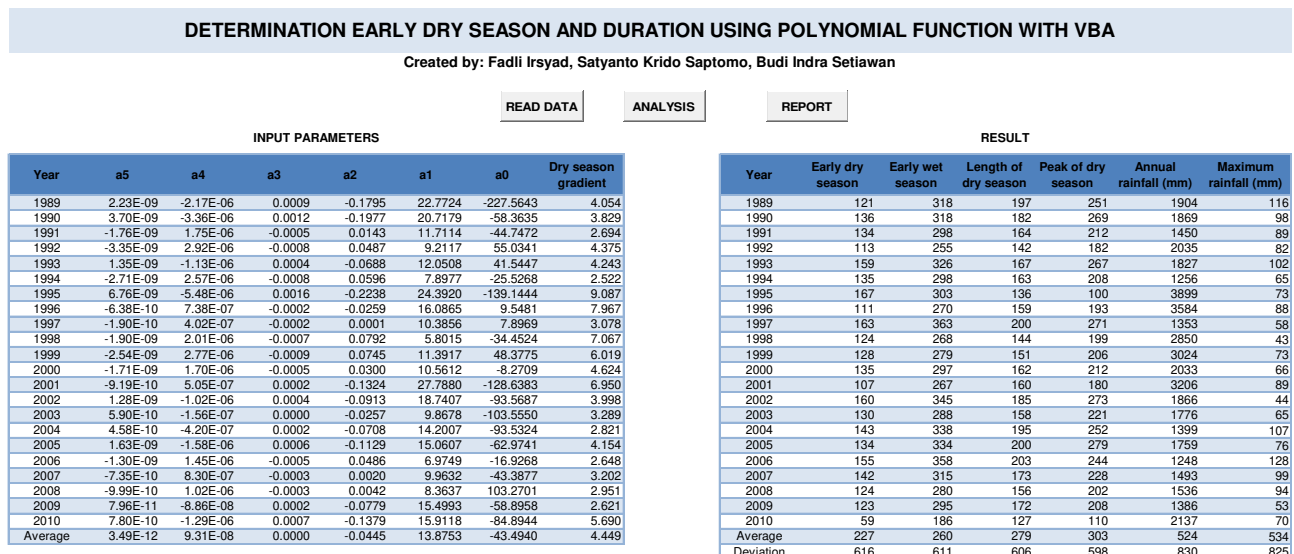 DETERMINATION EARLY DRY SEASON AND DURATION USING POLYNOMIAL FUNCTION WITH VBA
Created by: Fadli Irsyad, Satyanto Krido Saptomo, Budi Indra Setiawan
READ DATA ANALYSIS REPORT
INPUT PARAMETERS
Year a5 a4 a3 a2 a1 a0 Dry season gradient
1989 2.23E-09 -2.17E-06 0.0009 -0.1795 22.7724 -227.5643 4.054
1990 3.70E-09 -3.36E-06 0.0012 -0.1977 20.7179 -58.3635 3.829
1991 -1.76E-09 1.75E-06 -0.0005 0.0143 11.7114 -44.7472 2.694
1992 -3.35E-09 2.92E-06 -0.0008 0.0487 9.2117 55.0341 4.375
1993 1.35E-09 -1.13E-06 0.0004 -0.0688 12.0508 41.5447 4.243
1994 -2.71E-09 2.57E-06 -0.0008 0.0596 7.8977 -25.5268 2.522
1995 6.76E-09 -5.48E-06 0.0016 -0.2238 24.3920 -139.1444 9.087
1996 -6.38E-10 7.38E-07 -0.0002 -0.0259 16.0865 9.5481 7.967
1997 -1.90E-10 4.02E-07 -0.0002 0.0001 10.3856 7.8969 3.078
1998 -1.90E-09 2.01E-06 -0.0007 0.0792 5.8015 -34.4524 7.067
1999 -2.54E-09 2.77E-06 -0.0009 0.0745 11.3917 48.3775 6.019
2000 -1.71E-09 1.70E-06 -0.0005 0.0300 10.5612 -8.2709 4.624
2001 -9.19E-10 5.05E-07 0.0002 -0.1324 27.7880 -128.6383 6.950
2002 1.28E-09 -1.02E-06 0.0004 -0.0913 18.7407 -93.5687 3.998
2003 5.90E-10 -1.56E-07 0.0000 -0.0257 9.8678 -103.5550 3.289
2004 4.58E-10 -4.20E-07 0.0002 -0.0708 14.2007 -93.5324 2.821
2005 1.63E-09 -1.58E-06 0.0006 -0.1129 15.0607 -62.9741 4.154
2006 -1.30E-09 1.45E-06 -0.0005 0.0486 6.9749 -16.9268 2.648
2007 -7.35E-10 8.30E-07 -0.0003 0.0020 9.9632 -43.3877 3.202
2008 -9.99E-10 1.02E-06 -0.0003 0.0042 8.3637 103.2701 2.951
2009 7.96E-11 -8.86E-08 0.0002 -0.0779 15.4993 -58.8958 2.621
2010 7.80E-10 -1.29E-06 0.0007 -0.1379 15.9118 -84.8944 5.690
Average 3.49E-12 9.31E-08 0.0000 -0.0445 13.8753 -43.4940 4.449
RESULT
Year Early dry season Early wet season Length of dry season Peak of dry season Annual rainfall (mm) Maximum rainfall (mm)
1989 121 318 197 251 1904 116
1990 136 318 182 269 1869 98
1991 134 298 164 212 1450 89
1992 113 255 142 182 2035 82
1993 159 326 167 267 1827 102
1994 135 298 163 208 1256 65
1995 167 303 136 100 3899 73
1996 111 270 159 193 3584 88
1997 163 363 200 271 1353 58
1998 124 268 144 199 2850 43
1999 128 279 151 206 3024 73
2000 135 297 162 212 2033 66
2001 107 267 160 180 3206 89
2002 160 345 185 273 1866 44
2003 130 288 158 221 1776 65
2004 143 338 195 252 1399 107
2005 134 334 200 279 1759 76
2006 155 358 203 244 1248 128
2007 142 315 173 228 1493 99
2008 124 280 156 202 1536 94
2009 123 295 172 208 1386 53
2010 59 186 127 110 2137 70
Average 227 260 279 303 524 534
Deviation 616 611 606 598 830 825